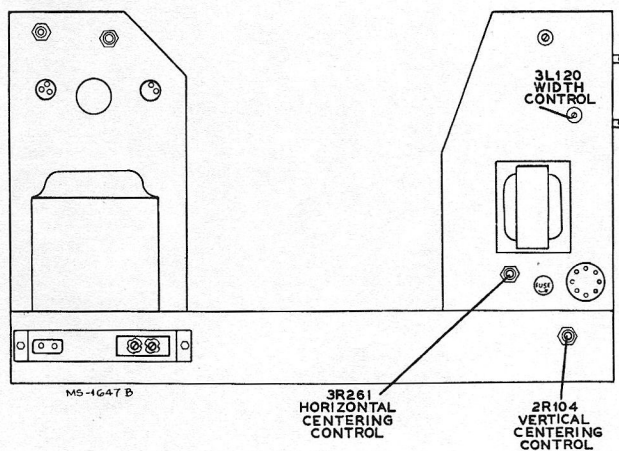 3L120
WIDTH
CONTROL
FUSE
MS-1647 B
3R261
HORIZONTAL
CENTERING
CONTROL
2R104
VERTICAL
CENTERING
CONTROL